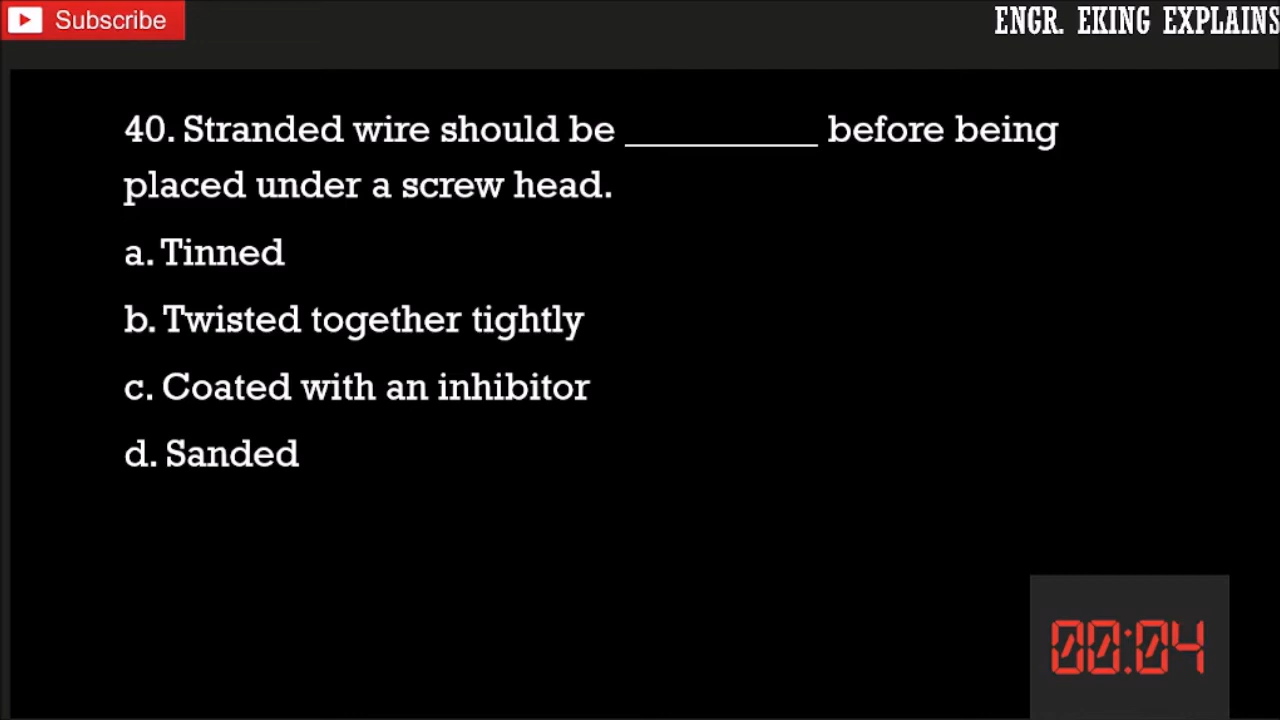 Subscribe
ENGR. EKING EXPLAINS
40. Stranded wire should be __________ before being
placed under a screw head.
a. Tinned
b. Twisted together tightly
c. Coated with an inhibitor
d. Sanded
00:04